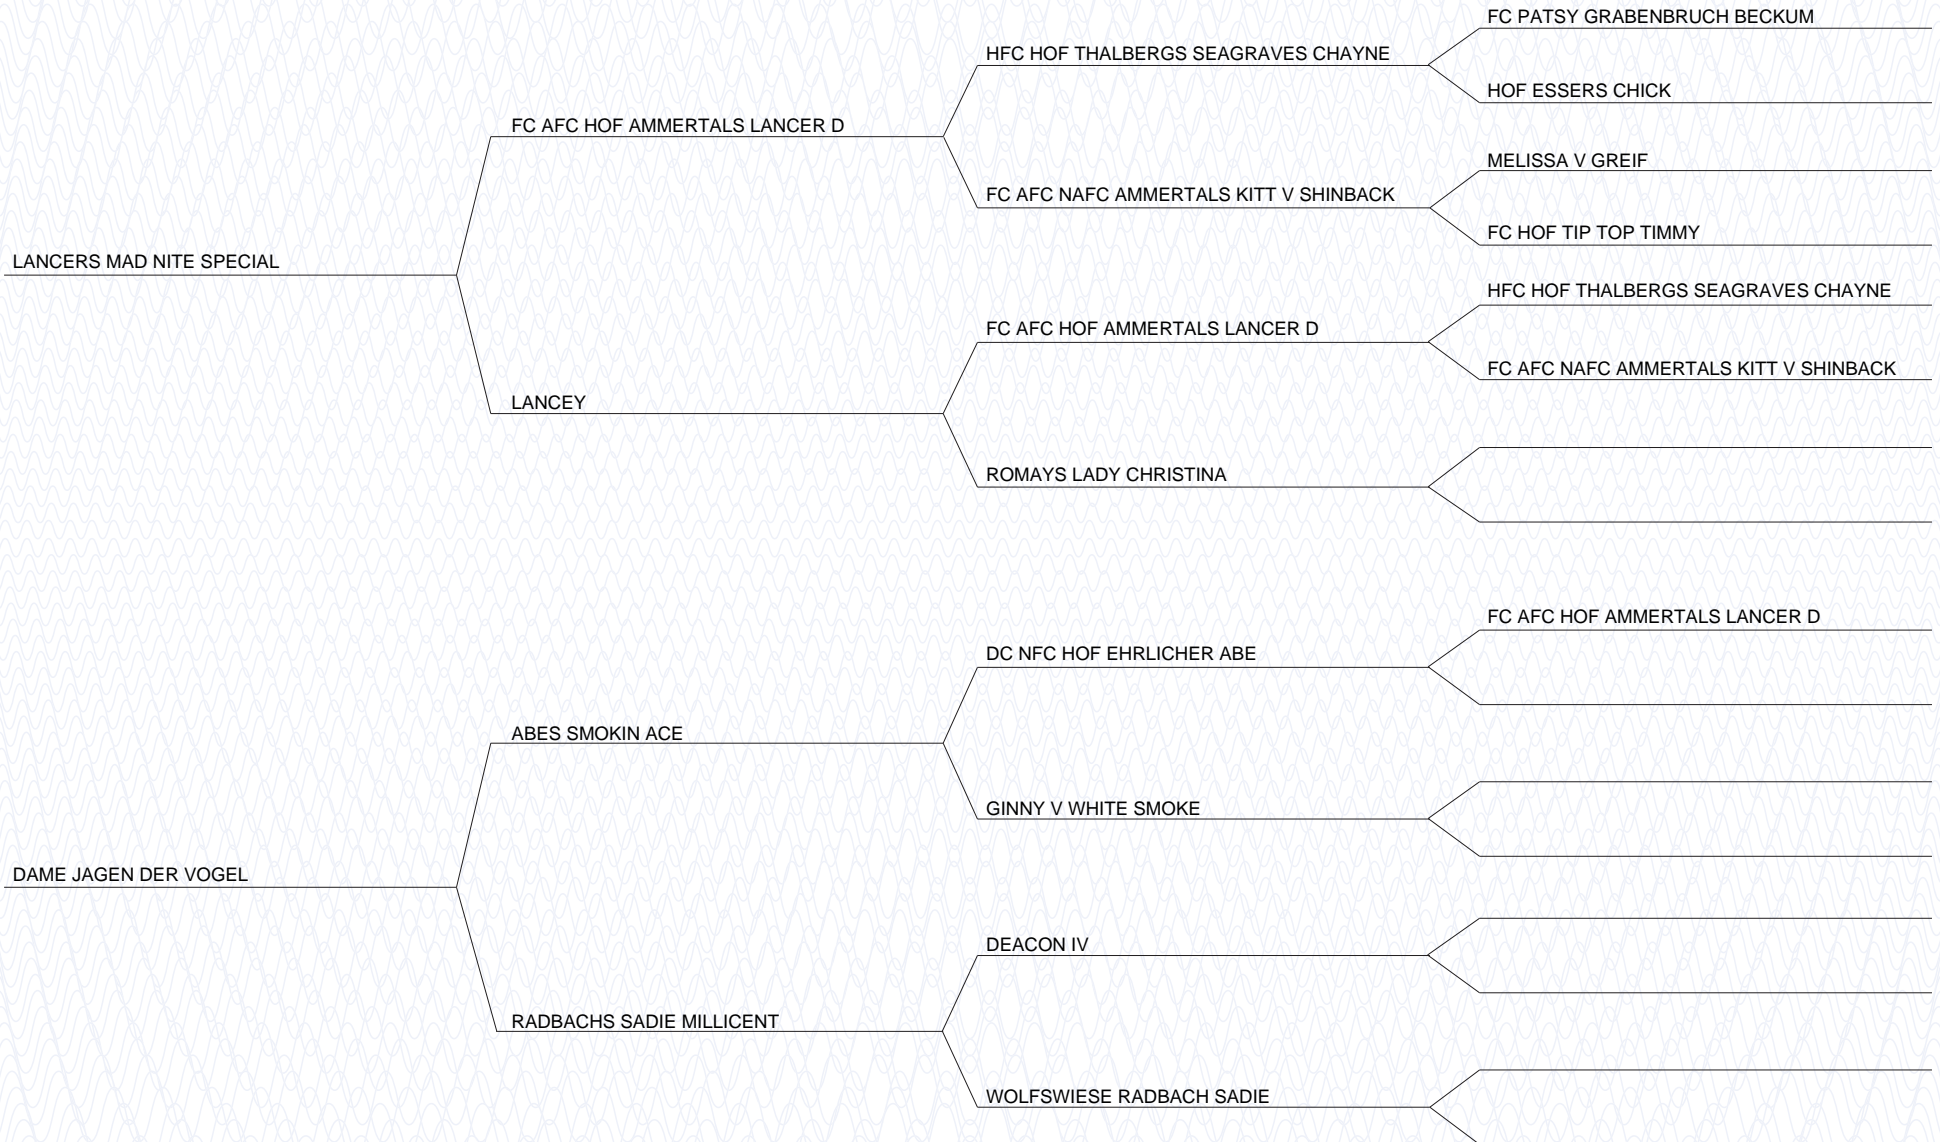 FC PATSY GRABENBRUCH BECKUM
HFC HOF THALBERGS SEAGRAVES CHAYNE
HOF ESSERS CHICK
FC AFC HOF AMMERTALS LANCER D
MELISSA V GREIF
FC AFC NAFC AMMERTALS KITT V SHINBACK
FC HOF TIP TOP TIMMY
LANCERS MAD NITE SPECIAL
HFC HOF THALBERGS SEAGRAVES CHAYNE
FC AFC HOF AMMERTALS LANCER D
FC AFC NAFC AMMERTALS KITT V SHINBACK
LANCEY
ROMAYS LADY CHRISTINA
FC AFC HOF AMMERTALS LANCER D
DC NFC HOF EHRLICHER ABE
ABES SMOKIN ACE
GINNY V WHITE SMOKE
DAME JAGEN DER VOGEL
DEACON IV
RADBACHS SADIE MILLICENT
WOLFSWIESE RADBACH SADIE